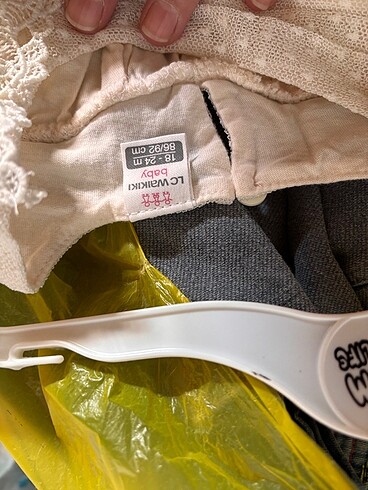 LC WAIKIKI
baby
18 - 24 m
86/92 cm